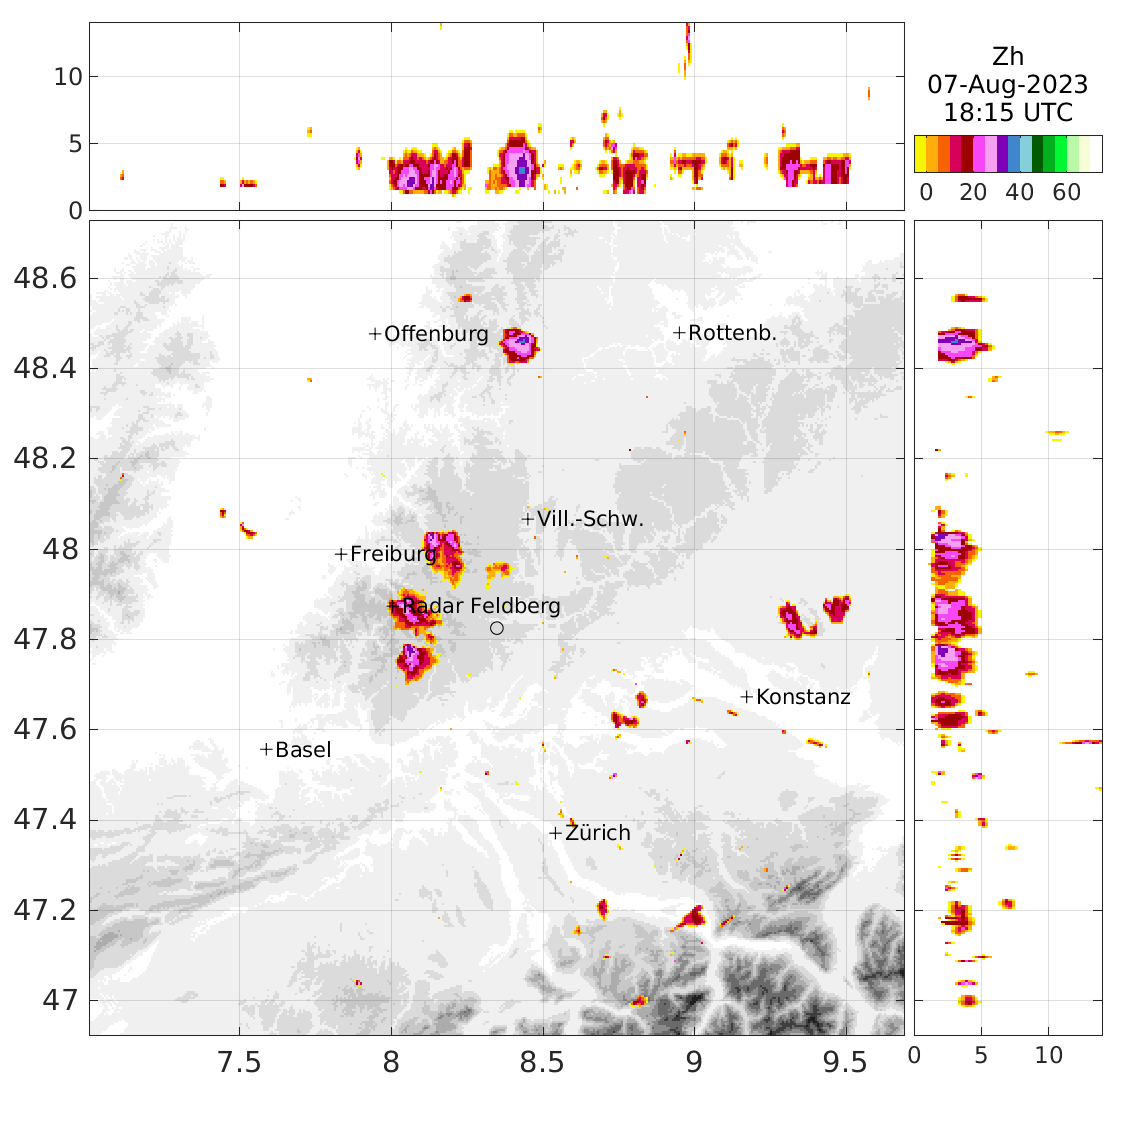 Zh
07-Aug-2023
18:15 UTC
0 20 40 60
10
5
0
48.6
48.4
48.2
48
47.8
47.6
47.4
47.2
47
+Offenburg
+Rottenb.
+Vill.-Schw.
+Freiburg
+Radar Feldberg
+Konstanz
+Basel
+Zürich
7.5 8 8.5 9 9.5
0 5 10